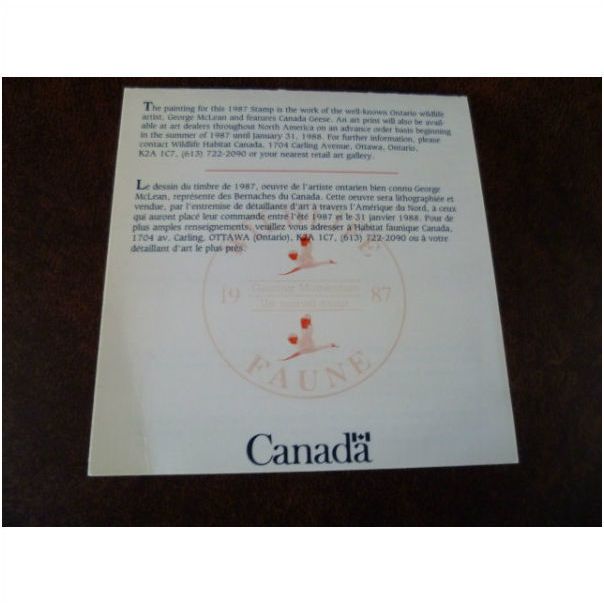 The painting for this 1987 Stamp is the work of the well-known Ontario wildlife
artist, George McLean and features Canada Geese. An art print will also be avail-
able at art dealers throughout North America on an advance order basis beginning
in the summer of 1987 until January 31, 1988. For further information, please
contact Wildlife Habitat Canada, 1704 Carling Avenue, Ottawa, Ontario,
K2A 1C7, (613) 722-2090 or your nearest retail art gallery.
Le dessin du timbre de 1987, oeuvre de l'artiste ontarien bien connu George
McLean, représente des Bernaches du Canada. Cette oeuvre sera lithographiée et
vendue, par l'entremise de détaillants d'art à travers l'Amérique du Nord, à ceux
qui auront placé leur commande entre l'été 1987 et le 31 janvier 1988. Pour de
plus amples renseignements, veuillez vous adresser à Habitat faunique Canada,
1704 av. Carling, OTTAWA (Ontario), K2A 1C7, (613) 722-2090 ou à votre
détaillant d'art le plus près.
19 87
FAUNE
Canada